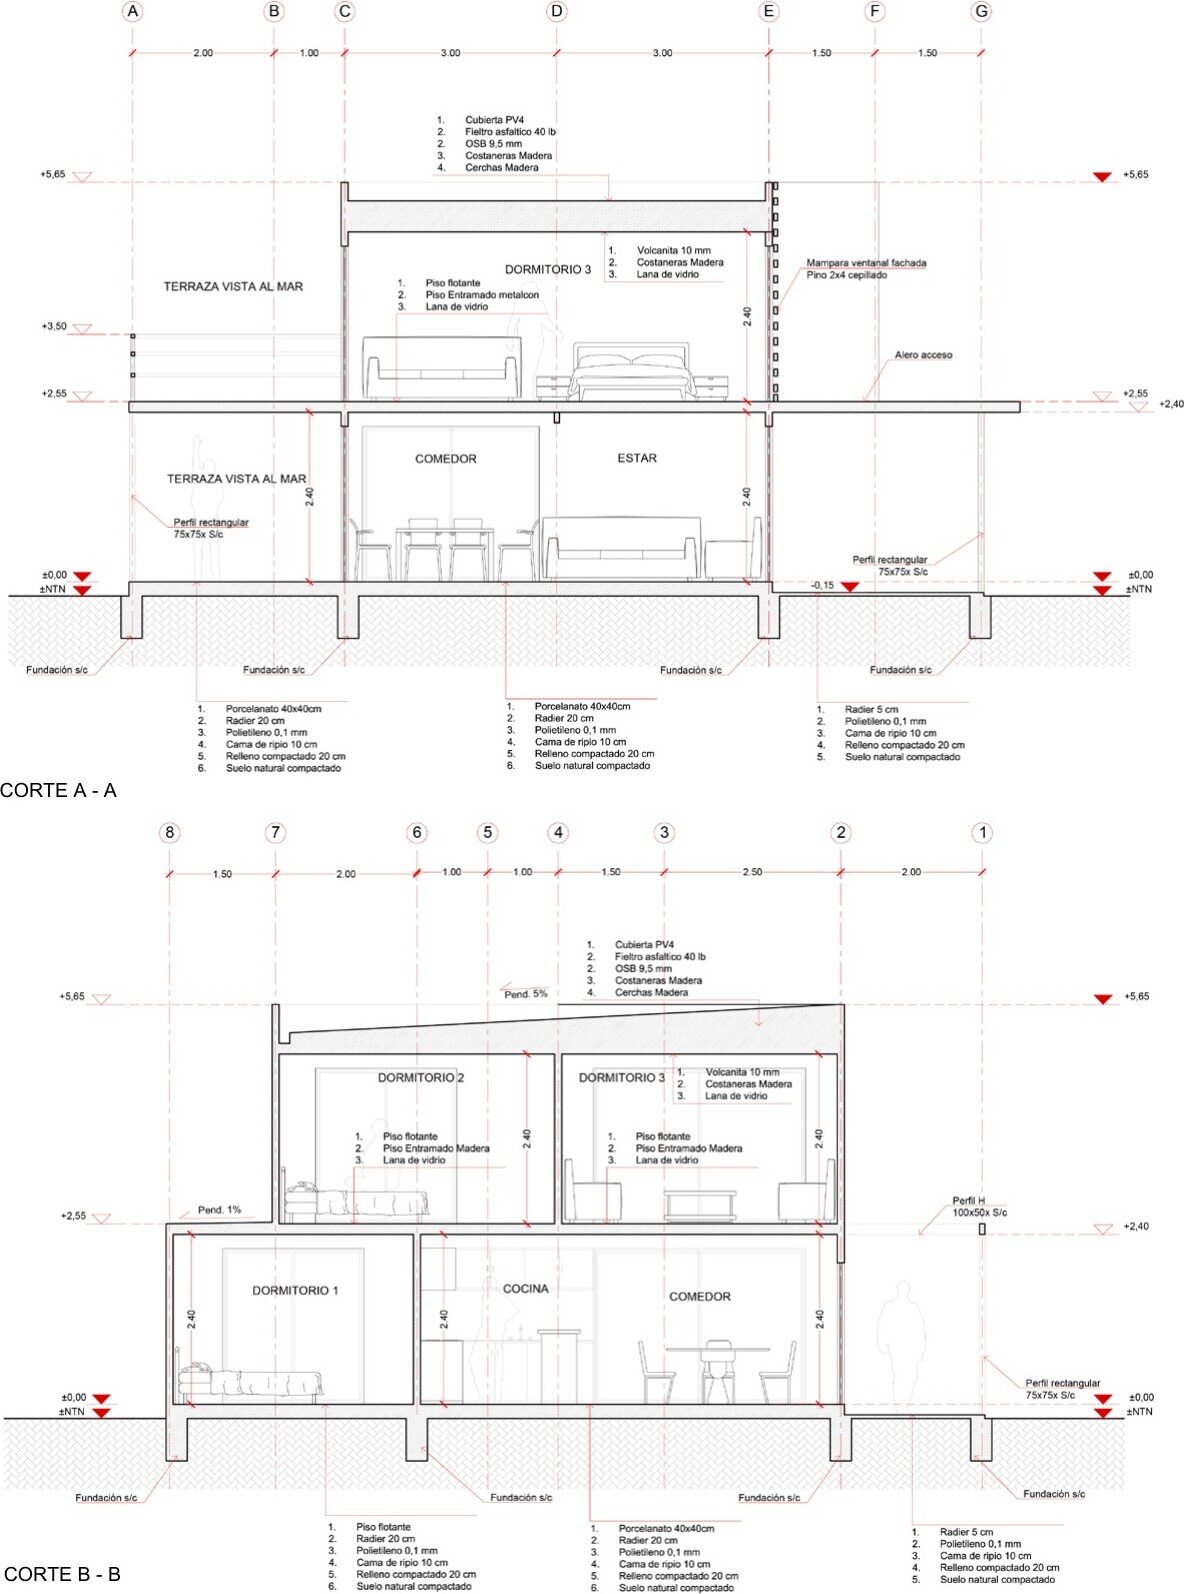 A B C D E F G
2.00 1.00 3.00 3.00 1.50 1.50
1. Cubierta PV4
2. Fieltro asfaltico 40 lb
2. OSB 9,5 mm
3. Costaneras Madera
4. Cerchas Madera
+5,65
+5,65
1. Volcanita 10 mm
2. Costaneras Madera
3. Lana de vidrio
DORMITORIO 3
Mampara ventanal fachada
Pino 2x4 cepillado
TERRAZA VISTA AL MAR
1. Piso flotante
2. Piso Entramado metalcon
3. Lana de vidrio
2.40
+3,50
Alero acceso
+2,55
+2,55
+2,40
COMEDOR
ESTAR
TERRAZA VISTA AL MAR
2.40
2.40
Perfil rectangular
75x75x S/c
Perfil rectangular
75x75x S/c
±0,00
±NTN
-0,15
±0,00
±NTN
Fundación s/c
Fundación s/c
Fundación s/c
Fundación s/c
1. Porcelanato 40x40cm
2. Radier 20 cm
3. Polietileno 0,1 mm
4. Cama de ripio 10 cm
5. Relleno compactado 20 cm
6. Suelo natural compactado
1. Porcelanato 40x40cm
2. Radier 20 cm
3. Polietileno 0,1 mm
4. Cama de ripio 10 cm
5. Relleno compactado 20 cm
6. Suelo natural compactado
1. Radier 5 cm
2. Polietileno 0,1 mm
3. Cama de ripio 10 cm
4. Relleno compactado 20 cm
5. Suelo natural compactado
CORTE A - A
8 7 6 5 4 3 2 1
1.50 2.00 1.00 1.00 1.50 2.50 2.00
1. Cubierta PV4
2. Fieltro asfaltico 40 lb
2. OSB 9,5 mm
3. Costaneras Madera
4. Cerchas Madera
+5,65
Pend. 5%
+5,65
DORMITORIO 2
DORMITORIO 3
1. Volcanita 10 mm
2. Costaneras Madera
3. Lana de vidrio
1. Piso flotante
2. Piso Entramado Madera
3. Lana de vidrio
2.40
1. Piso flotante
2. Piso Entramado Madera
3. Lana de vidrio
2.40
+2,55
Pend. 1%
Perfil H
100x50x S/c
+2,40
DORMITORIO 1
COCINA
COMEDOR
2.40
2.40
2.40
Perfil rectangular
75x75x S/c
±0,00
±NTN
±0,00
±NTN
Fundación s/c
Fundación s/c
Fundación s/c
Fundación s/c
1. Piso flotante
2. Radier 20 cm
3. Polietileno 0,1 mm
4. Cama de ripio 10 cm
5. Relleno compactado 20 cm
6. Suelo natural compactado
1. Porcelanato 40x40cm
2. Radier 20 cm
3. Polietileno 0,1 mm
4. Cama de ripio 10 cm
5. Relleno compactado 20 cm
6. Suelo natural compactado
1. Radier 5 cm
2. Polietileno 0,1 mm
3. Cama de ripio 10 cm
4. Relleno compactado 20 cm
5. Suelo natural compactado
CORTE B - B